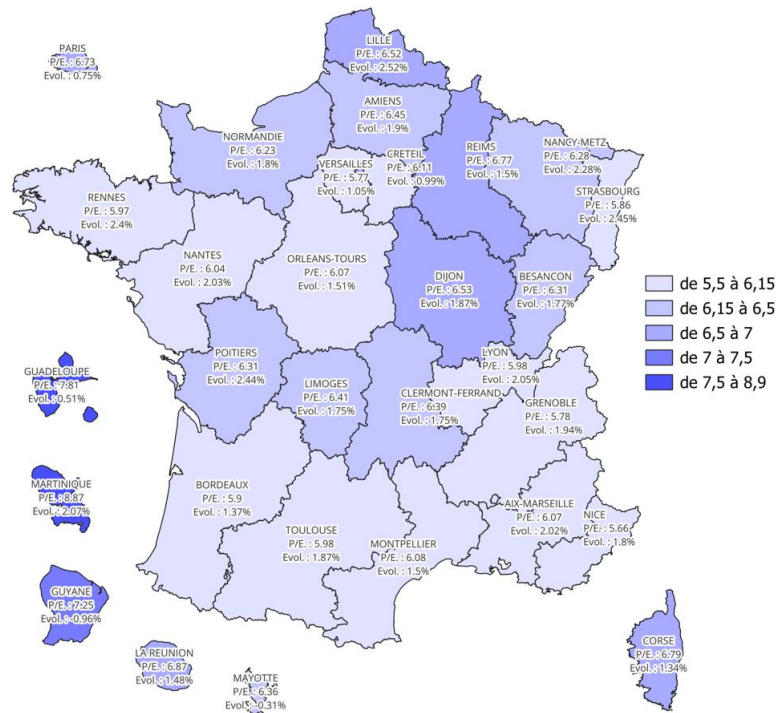 LILLE
P/E. : 6.52
Evol. : 2.52%
PARIS
P/E. : 6.73
Evol. : 0.75%
AMIENS
P/E. : 6.45
Evol. : 1.9%
NORMANDIE
P/E. : 6.23
Evol. : 1.8%
VERSAILLES
P/E. : 5.77
Evol. : 1.05%
CRETEIL
P/E. : 6.11
Evol. : 0.99%
REIMS
P/E. : 6.77
Evol. : 1.5%
NANCY-METZ
P/E. : 6.28
Evol. : 2.28%
STRASBOURG
P/E. : 5.86
Evol. : 2.45%
RENNES
P/E. : 5.97
Evol. : 2.4%
NANTES
P/E. : 6.04
Evol. : 2.03%
ORLEANS-TOURS
P/E. : 6.07
Evol. : 1.51%
DIJON
P/E. : 6.53
Evol. : 1.87%
BESANCON
P/E. : 6.31
Evol. : 1.77%
de 5,5 à 6,15
de 6,15 à 6,5
de 6,5 à 7
de 7 à 7,5
de 7,5 à 8,9
POITIERS
P/E. : 6.31
Evol. : 2.44%
LIMOGES
P/E. : 6.41
Evol. : 1.75%
LYON
P/E. : 5.98
Evol. : 2.05%
CLERMONT-FERRAND
P/E. : 6.39
Evol. : 1.75%
GRENOBLE
P/E. : 5.78
Evol. : 1.94%
GUADELOUPE
P/E. : 7.81
Evol. : 0.51%
MARTINIQUE
P/E. : 8.87
Evol. : 2.07%
BORDEAUX
P/E. : 5.9
Evol. : 1.37%
TOULOUSE
P/E. : 5.98
Evol. : 1.87%
MONTPELLIER
P/E. : 6.08
Evol. : 1.5%
AIX-MARSEILLE
P/E. : 6.07
Evol. : 2.02%
NICE
P/E. : 5.66
Evol. : 1.8%
GUYANE
P/E. : 7.25
Evol. : -0.96%
LA REUNION
P/E. : 6.87
Evol. : 1.48%
MAYOTTE
P/E. : 6.36
Evol. : -0.31%
CORSE
P/E. : 6.79
Evol. : 1.34%